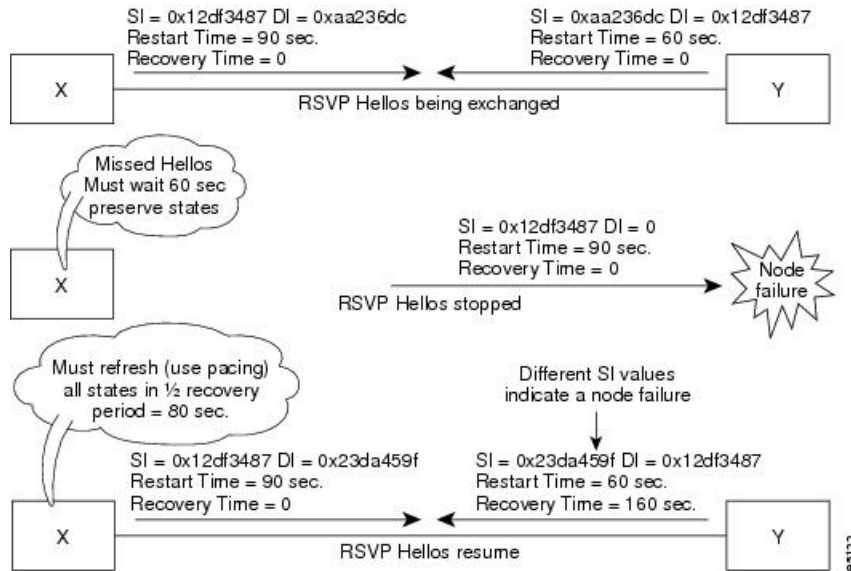 SI = 0x12df3487 DI = 0xaa236dc
Restart Time = 90 sec.
Recovery Time = 0
SI = 0xaa236dc DI = 0x12df3487
Restart Time = 60 sec.
Recovery Time = 0
X
Y
RSVP Hellos being exchanged
Missed Hellos
Must wait 60 sec
preserve states
X
SI = 0x12df3487 DI = 0
Restart Time = 90 sec.
Recovery Time = 0
RSVP Hellos stopped
Node
failure
Must refresh (use pacing)
all states in ½ recovery
period = 80 sec.
Different SI values
indicate a node failure
SI = 0x12df3487 DI = 0x23da459f
Restart Time = 90 sec.
Recovery Time = 0
SI = 0x23da459f DI = 0x12df3487
Restart Time = 60 sec.
Recovery Time = 160 sec.
X
Y
RSVP Hellos resume
95122